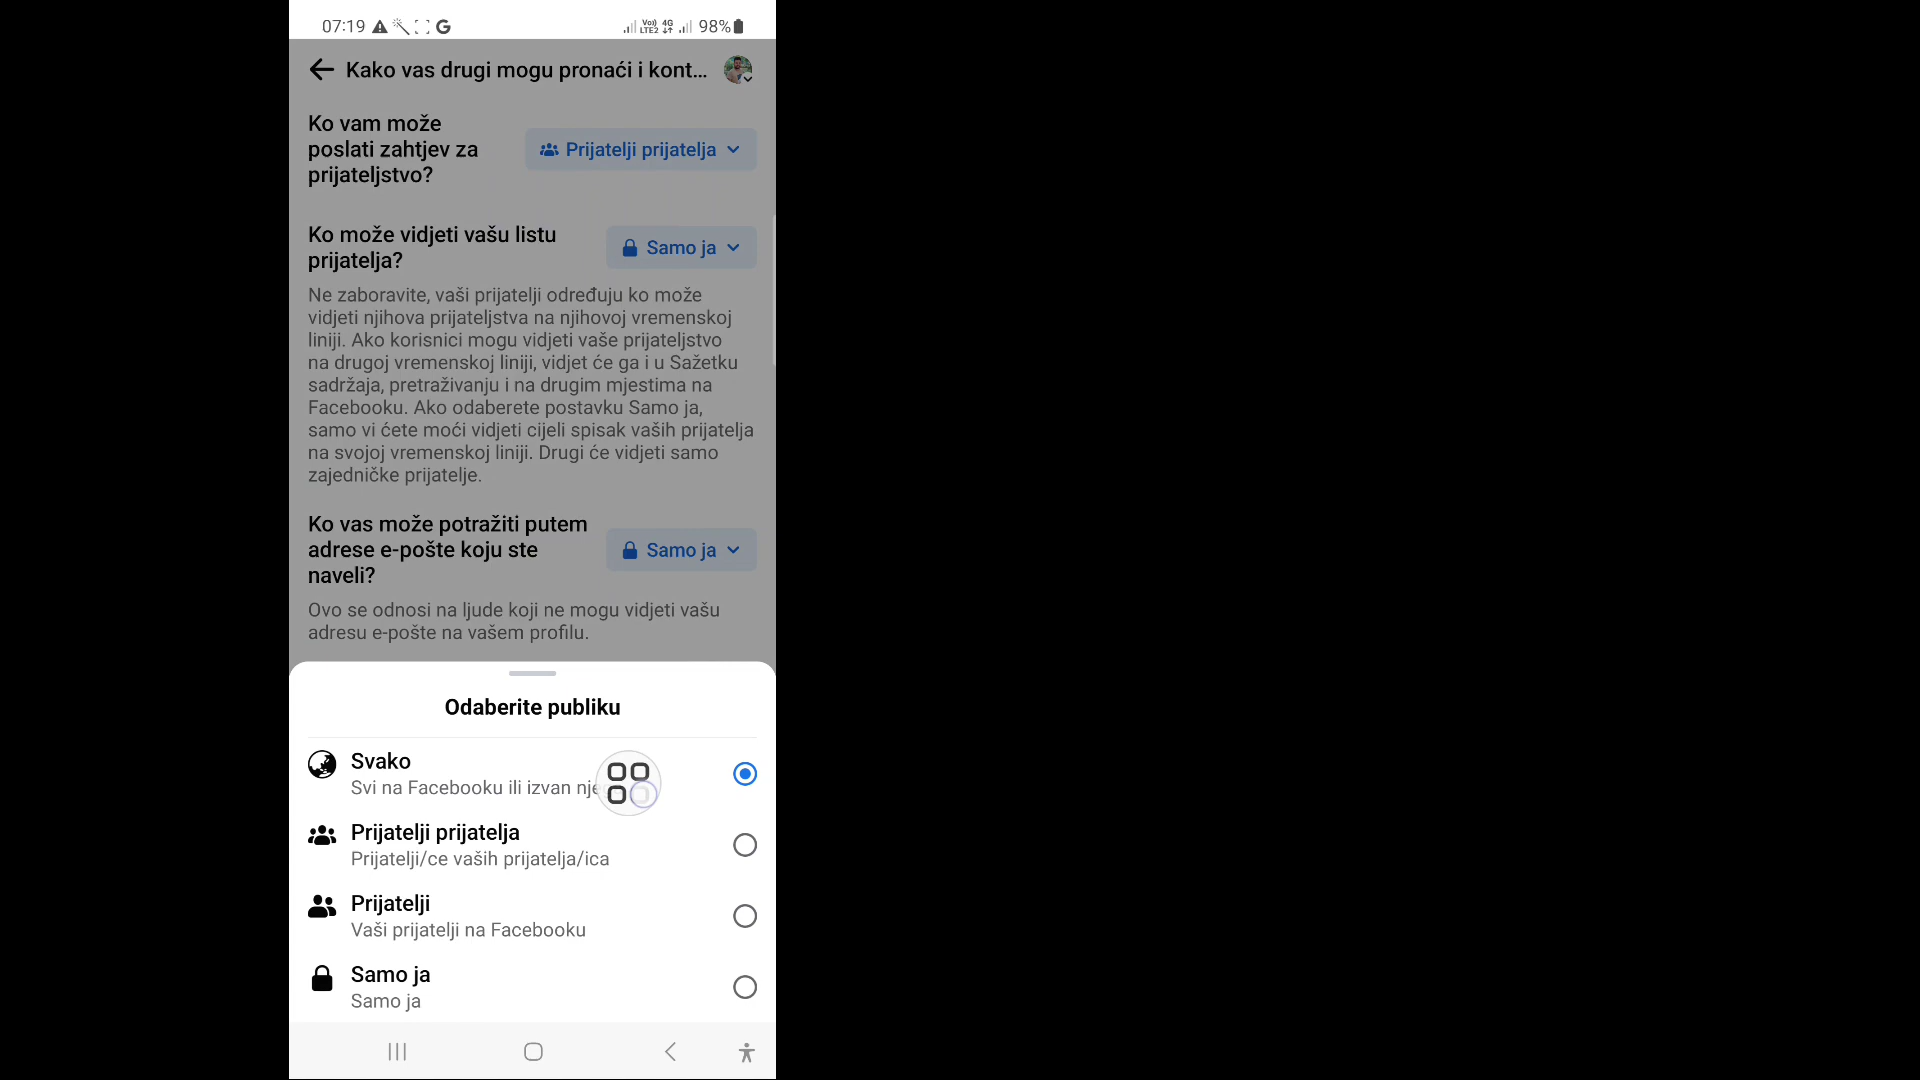 07:19
Voj) LTE2 4G 98%
Kako vas drugi mogu pronaći i kont...
Ko vam može
poslati zahtjev za
prijateljstvo?
Prijatelji prijatelja
Ko može vidjeti vašu listu
prijatelja?
Samo ja
Ne zaboravite, vaši prijatelji određuju ko može
vidjeti njihova prijateljstva na njihovoj vremenskoj
liniji. Ako korisnici mogu vidjeti vaše prijateljstvo
na drugoj vremenskoj liniji, vidjet će ga i u Sažetku
sadržaja, pretraživanju i na drugim mjestima na
Facebooku. Ako odaberete postavku Samo ja,
samo vi ćete moći vidjeti cijeli spisak vaših prijatelja
na svojoj vremenskoj liniji. Drugi će vidjeti samo
zajedničke prijatelje.
Ko vas može potražiti putem
adrese e-pošte koju ste
naveli?
Samo ja
Ovo se odnosi na ljude koji ne mogu vidjeti vašu
adresu e-pošte na vašem profilu.
Odaberite publiku
Svako
Svi na Facebooku ili izvan
Prijatelji prijatelja
Prijatelji/ce vaših prijatelja/ica
Prijatelji
Vaši prijatelji na Facebooku
Samo ja
Samo ja